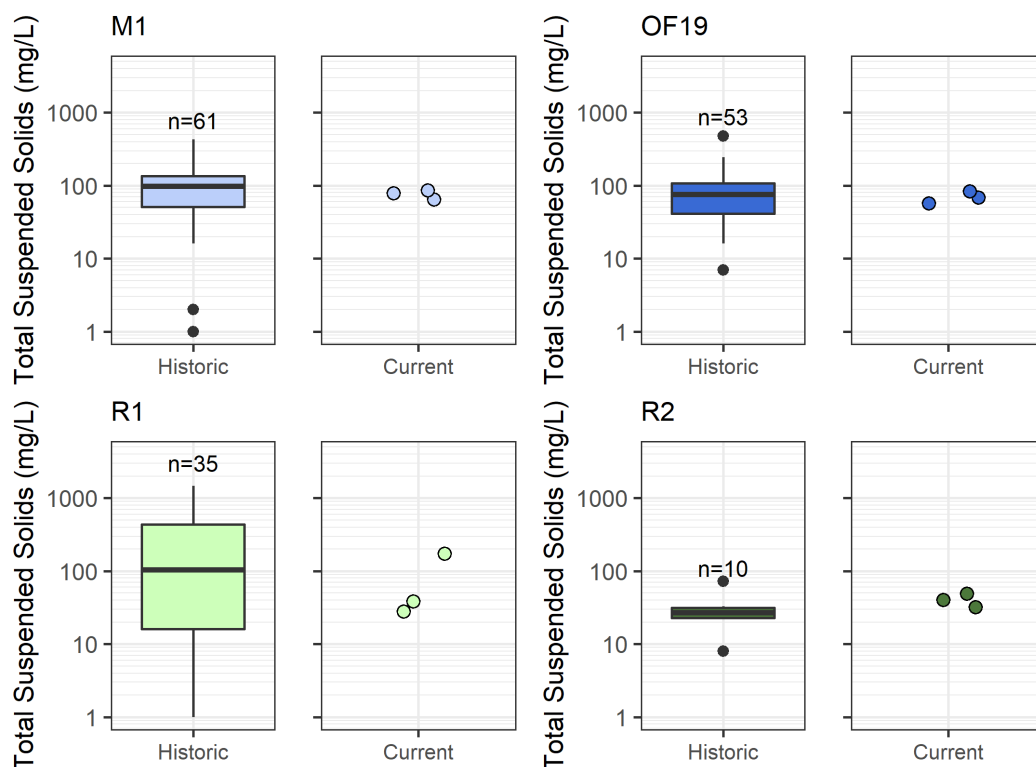 M1
Total Suspended Solids (mg/L)
1000
100
10
1
n=61
Historic
Current
OF19
Total Suspended Solids (mg/L)
1000
100
10
1
n=53
Historic
Current
R1
Total Suspended Solids (mg/L)
1000
100
10
1
n=35
Historic
Current
R2
Total Suspended Solids (mg/L)
1000
100
10
1
n=10
Historic
Current